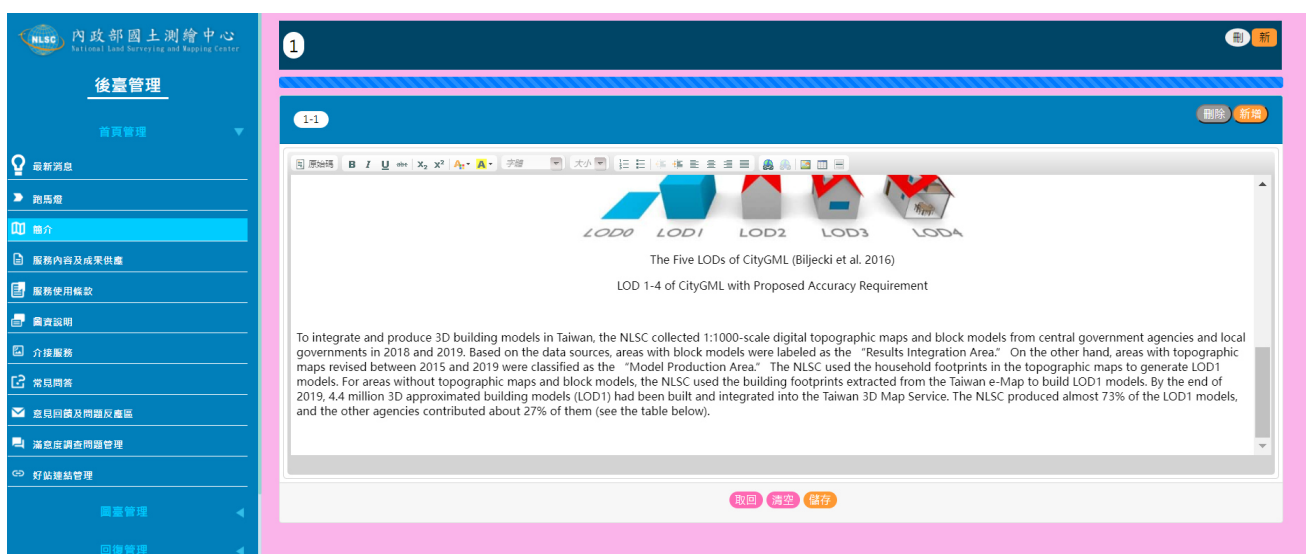 NLSC
內政部國土測繪中心
National Land Surveying and Mapping Center
後臺管理
首頁管理
最新消息
跑馬燈
簡介
服務內容及成果供應
服務使用條款
圖資說明
介接服務
常見問答
意見回饋及問題反應區
滿意度調查問題管理
好站連結管理
圖臺管理
回復管理
1
刪 新
1-1
刪除 新增
原始碼 B I U abc X₂ X² A A 字體 大小
LOD0 LOD1 LOD2 LOD3 LOD4
The Five LODs of CityGML (Biljecki et al. 2016)
LOD 1-4 of CityGML with Proposed Accuracy Requirement
To integrate and produce 3D building models in Taiwan, the NLSC collected 1:1000-scale digital topographic maps and block models from central government agencies and local
governments in 2018 and 2019. Based on the data sources, areas with block models were labeled as the “Results Integration Area.” On the other hand, areas with topographic
maps revised between 2015 and 2019 were classified as the “Model Production Area.” The NLSC used the household footprints in the topographic maps to generate LOD1
models. For areas without topographic maps and block models, the NLSC used the building footprints extracted from the Taiwan e-Map to build LOD1 models. By the end of
2019, 4.4 million 3D approximated building models (LOD1) had been built and integrated into the Taiwan 3D Map Service. The NLSC produced almost 73% of the LOD1 models,
and the other agencies contributed about 27% of them (see the table below).
取回 清空 儲存